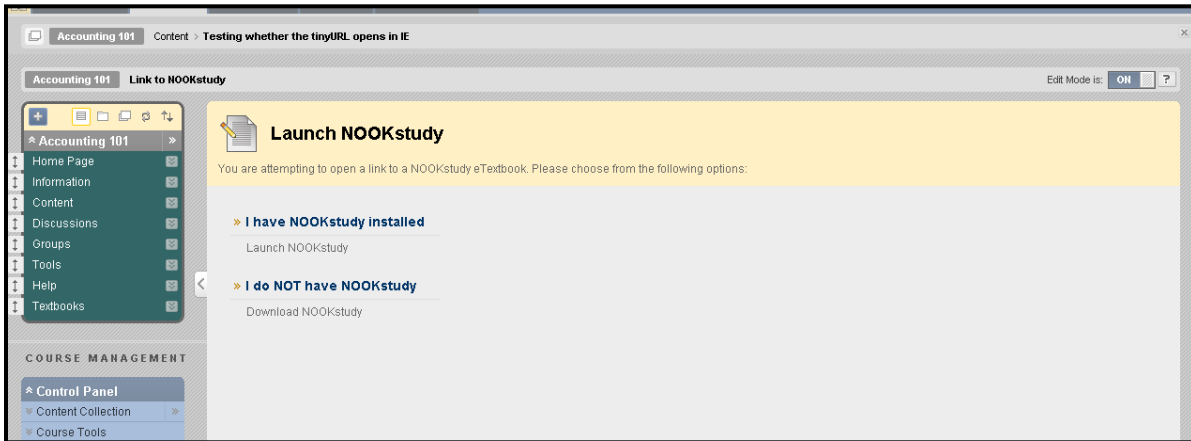 Accounting 101 Content > Testing whether the tinyURL opens in IE
Accounting 101 Link to NOOKstudy Edit Mode is: ON ?
Accounting 101
Home Page
Information
Content
Discussions
Groups
Tools
Help
Textbooks
COURSE MANAGEMENT
Control Panel
Content Collection
Course Tools
Launch NOOKstudy
You are attempting to open a link to a NOOKstudy eTextbook. Please choose from the following options:
» I have NOOKstudy installed
Launch NOOKstudy
» I do NOT have NOOKstudy
Download NOOKstudy